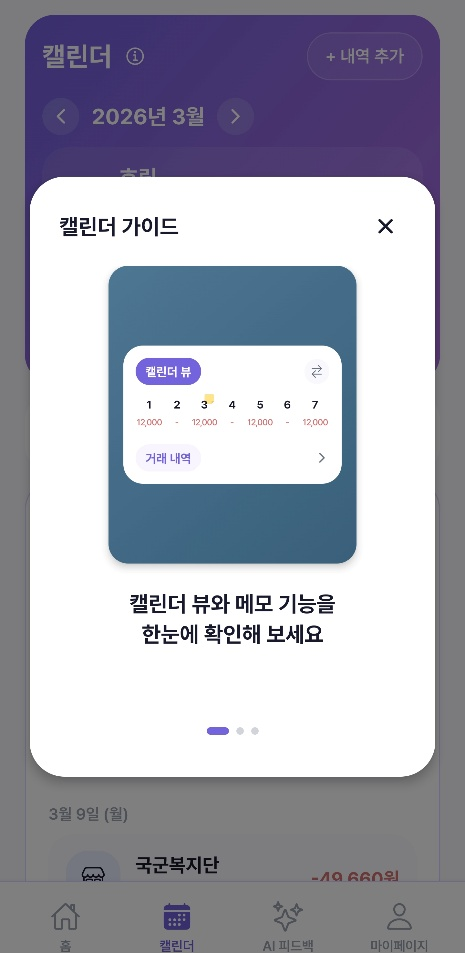 캘린더
+ 내역 추가
2026년 3월
캘린더 가이드
캘린더 뷰
1 2 3 4 5 6 7
12,000 - 12,000 - 12,000 - 12,000
거래 내역
캘린더 뷰와 메모 기능을
한눈에 확인해 보세요
3월 9일 (월)
국군복지단
-49,660원
홈
캘린더
AI 피드백
마이페이지